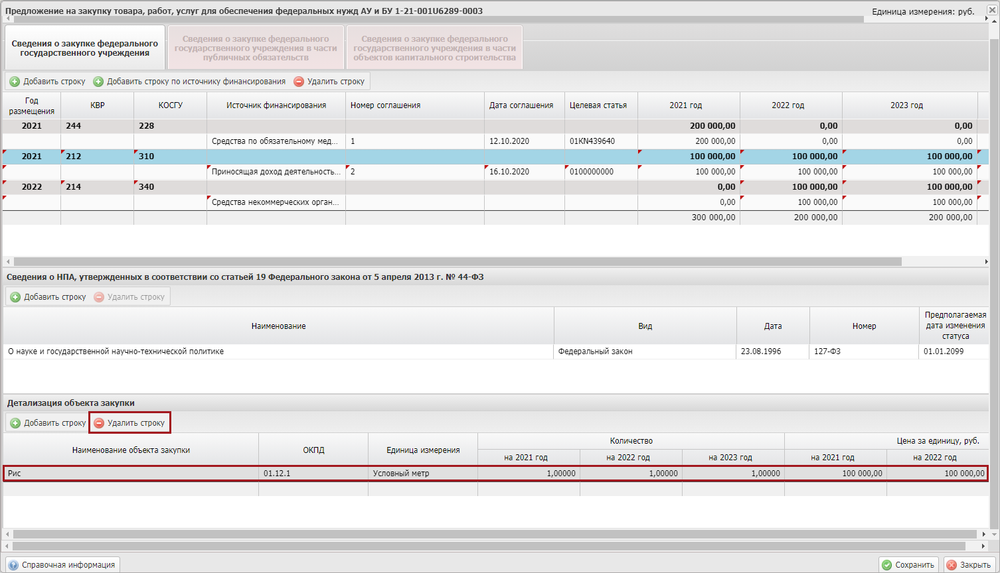 Предложение на закупку товара, работ, услуг для обеспечения федеральных нужд АУ и БУ 1-21-001U6289-0003
Единица измерения: руб.
Сведения о закупке федерального государственного учреждения
Сведения о закупке федерального государственного учреждения в части публичных обязательств
Сведения о закупке федерального государственного учреждения в части объектов капитального строительства
Добавить строку Добавить строку по источнику финансирования Удалить строку
Год размещения КВР КОСГУ Источник финансирования Номер соглашения Дата соглашения Целевая статья 2021 год 2022 год 2023 год
2021 244 228 200 000,00 0,00 0,00
Средства по обязательному мед... 1 12.10.2020 01KN439640 200 000,00 0,00 0,00
2021 212 310 100 000,00 100 000,00 100 000,00
Приносящая доход деятельность... 2 16.10.2020 0100000000 100 000,00 100 000,00 100 000,00
2022 214 340 0,00 100 000,00 100 000,00
Средства некоммерческих орган... 0,00 100 000,00 100 000,00
300 000,00 200 000,00 200 000,00
Сведения о НПА, утвержденных в соответствии со статьей 19 Федерального закона от 5 апреля 2013 г. № 44-ФЗ
Добавить строку Удалить строку
Наименование Вид Дата Номер Предполагаемая дата изменения статуса
О науке и государственной научно-технической политике Федеральный закон 23.08.1996 127-ФЗ 01.01.2099
Детализация объекта закупки
Добавить строку Удалить строку
Наименование объекта закупки ОКПД Единица измерения Количество Цена за единицу, руб.
на 2021 год на 2022 год на 2023 год на 2021 год на 2022 год
Рис 01.12.1 Условный метр 1,00000 1,00000 1,00000 100 000,00 100 000,00
Справочная информация Сохранить Закрыть